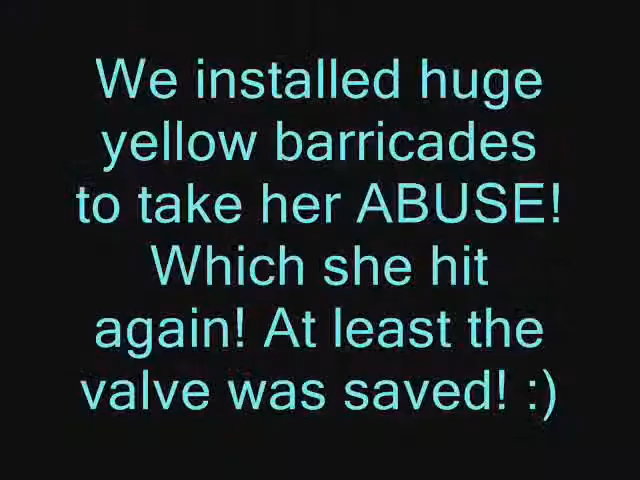 We installed huge
yellow barricades
to take her ABUSE!
Which she hit
again! At least the
valve was saved! :)